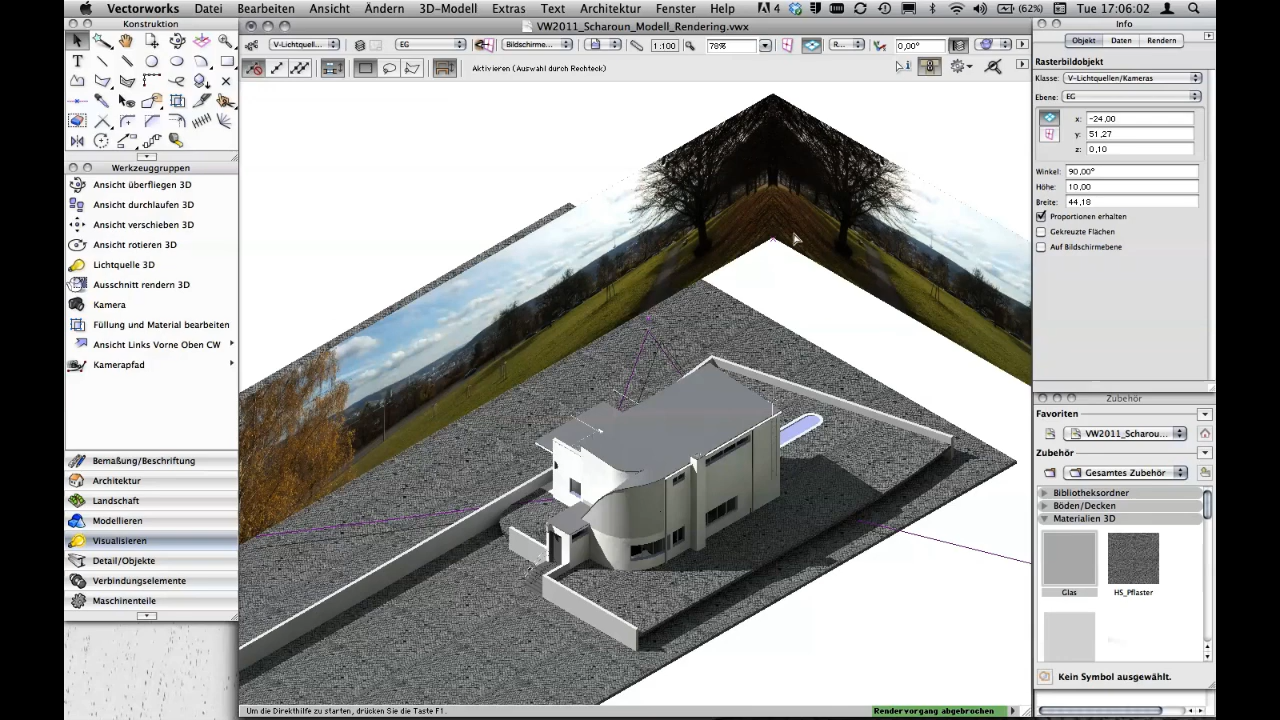 Vectorworks Datei Bearbeiten Ansicht Ändern 3D-Modell Extras Text Architektur Fenster Help 4 (62%) Tue 17:06:02
Konstruktion
VW2011_Scharoun_Modell_Rendering.vwx
Info
V-Lichtquell... EG Bildschirme... 1:100 78% R... 0,00°
Aktivieren (Auswahl durch Rechteck)
Objekt Daten Rendern
Rasterbildobjekt
Klasse: V-Lichtquellen/Kameras
Ebene: EG
x: -24,00
y: 51,27
z: 0,10
Winkel: 90,00°
Höhe: 10,00
Breite: 44,18
Proportionen erhalten
Gekreuzte Flächen
Auf Bildschirmebene
Werkzeuggruppen
Ansicht überfliegen 3D
Ansicht durchlaufen 3D
Ansicht verschieben 3D
Ansicht rotieren 3D
Lichtquelle 3D
Ausschnitt rendern 3D
Kamera
Füllung und Material bearbeiten
Ansicht Links Vorne Oben CW
Kamerapfad
Bemaßung/Beschriftung
Architektur
Landschaft
Modellieren
Visualisieren
Detail/Objekte
Verbindungselemente
Maschinenteile
Zubehör
Favoriten
VW2011_Scharou...
Zubehör
Gesamtes Zubehör
Bibliotheksordner
Böden/Decken
Materialien 3D
Glas HS_Pflaster
Kein Symbol ausgewählt.
Um die Direkthilfe zu starten, drücken Sie die Taste F1.
Rendervorgang abgebrochen